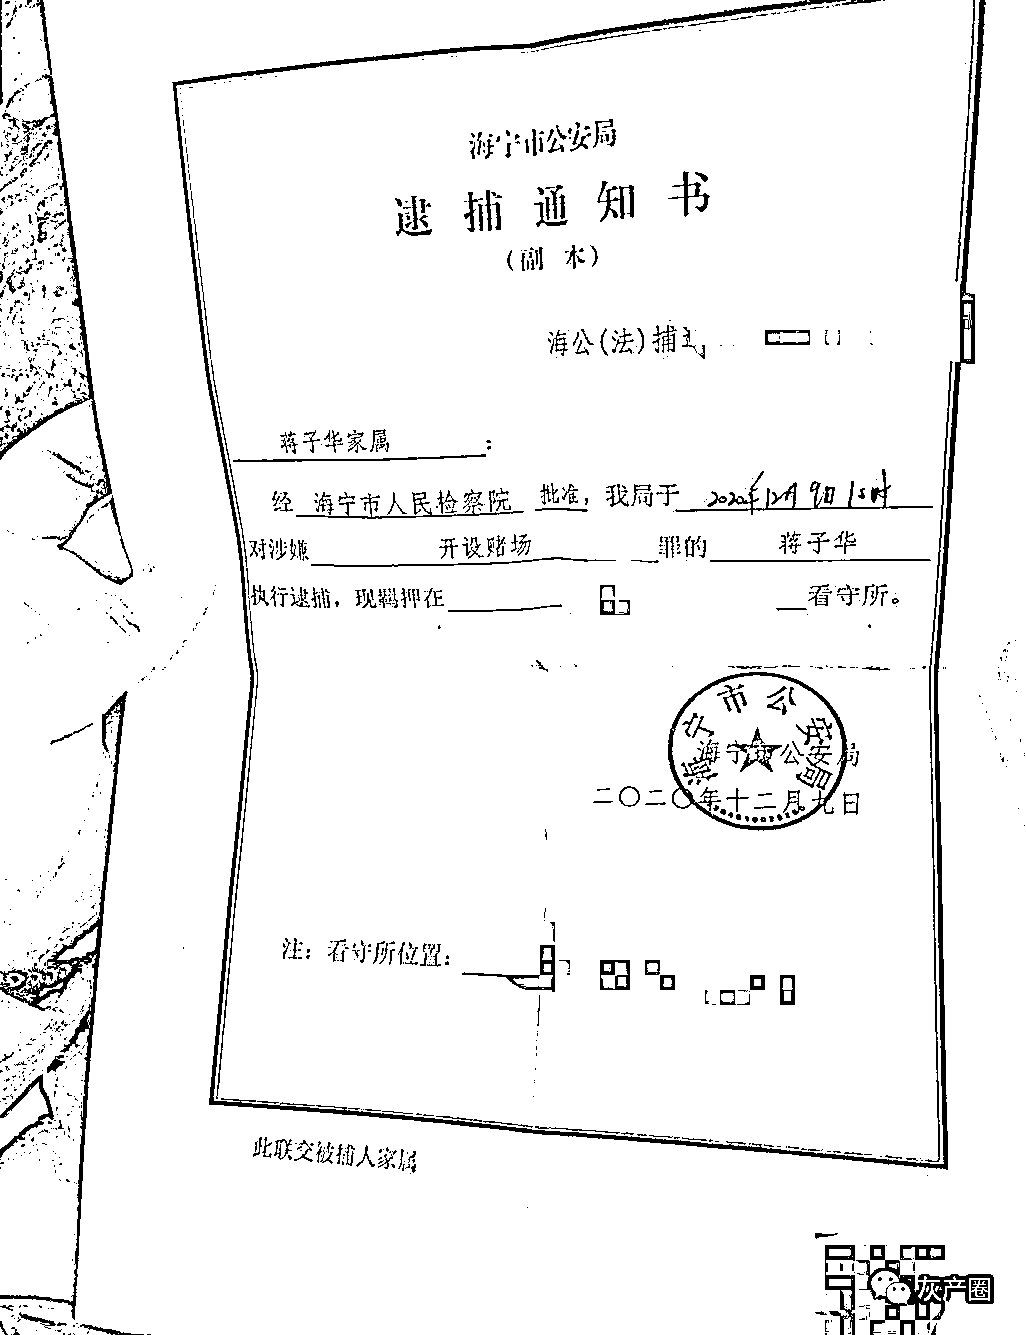 海宁市公安局
逮捕通知书
（副本）
海公(法)捕
蒋子华家属：
经海宁市人民检察院批准，我局于2020年12月9日15时
对涉嫌开设赌场罪的蒋子华
执行逮捕，现羁押在 看守所。
海宁市公安局
海宁市公安局
二〇二〇年十二月九日
注：看守所位置：
此联交被捕人家属
灰产圈